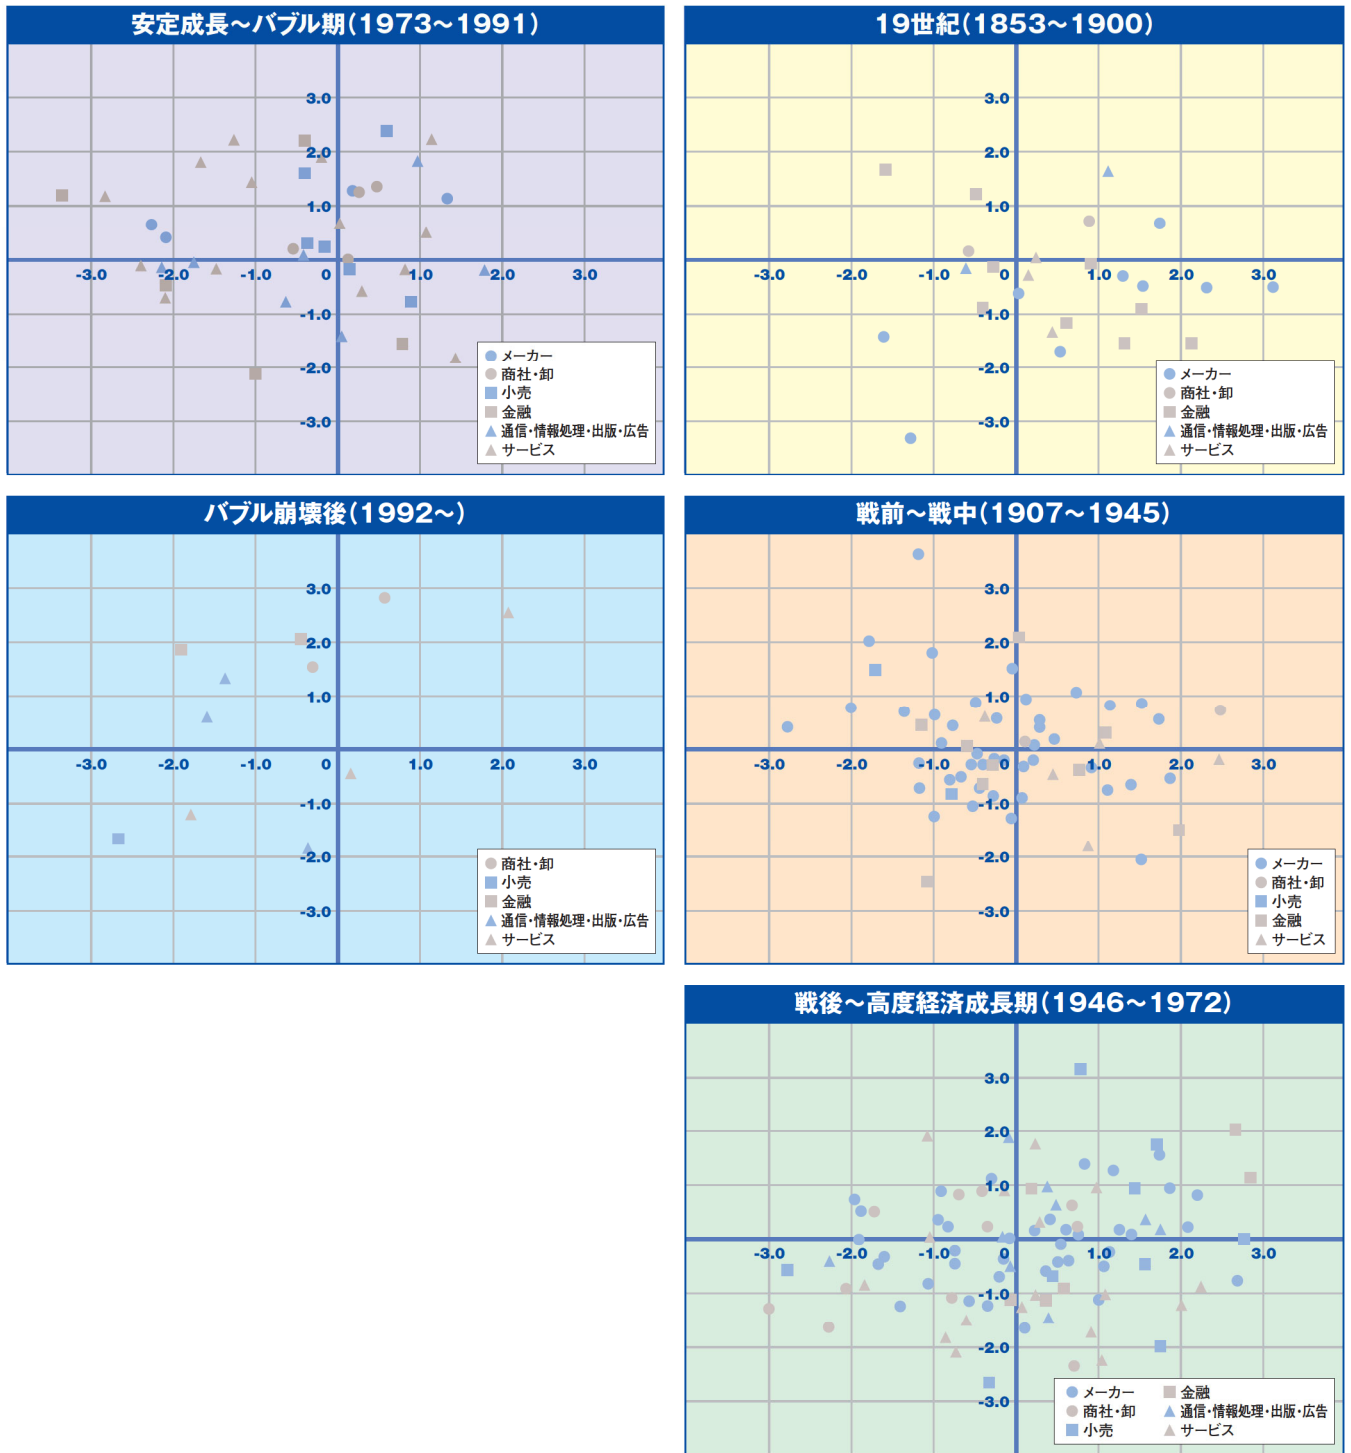 安定成長～バブル期(1973～1991)
3.0
2.0
1.0
-3.0 -2.0 -1.0 0 1.0 2.0 3.0
-1.0
-2.0
-3.0
メーカー
商社・卸
小売
金融
通信・情報処理・出版・広告
サービス
19世紀(1853～1900)
3.0
2.0
1.0
-3.0 -2.0 -1.0 0 1.0 2.0 3.0
-1.0
-2.0
-3.0
メーカー
商社・卸
金融
通信・情報処理・出版・広告
サービス
バブル崩壊後(1992～)
3.0
2.0
1.0
-3.0 -2.0 -1.0 0 1.0 2.0 3.0
-1.0
-2.0
-3.0
商社・卸
小売
金融
通信・情報処理・出版・広告
サービス
戦前～戦中(1907～1945)
3.0
2.0
1.0
-3.0 -2.0 -1.0 0 1.0 2.0 3.0
-1.0
-2.0
-3.0
メーカー
商社・卸
小売
金融
サービス
戦後～高度経済成長期(1946～1972)
3.0
2.0
1.0
-3.0 -2.0 -1.0 0 1.0 2.0 3.0
-1.0
-2.0
-3.0
メーカー 金融
商社・卸 通信・情報処理・出版・広告
小売 サービス